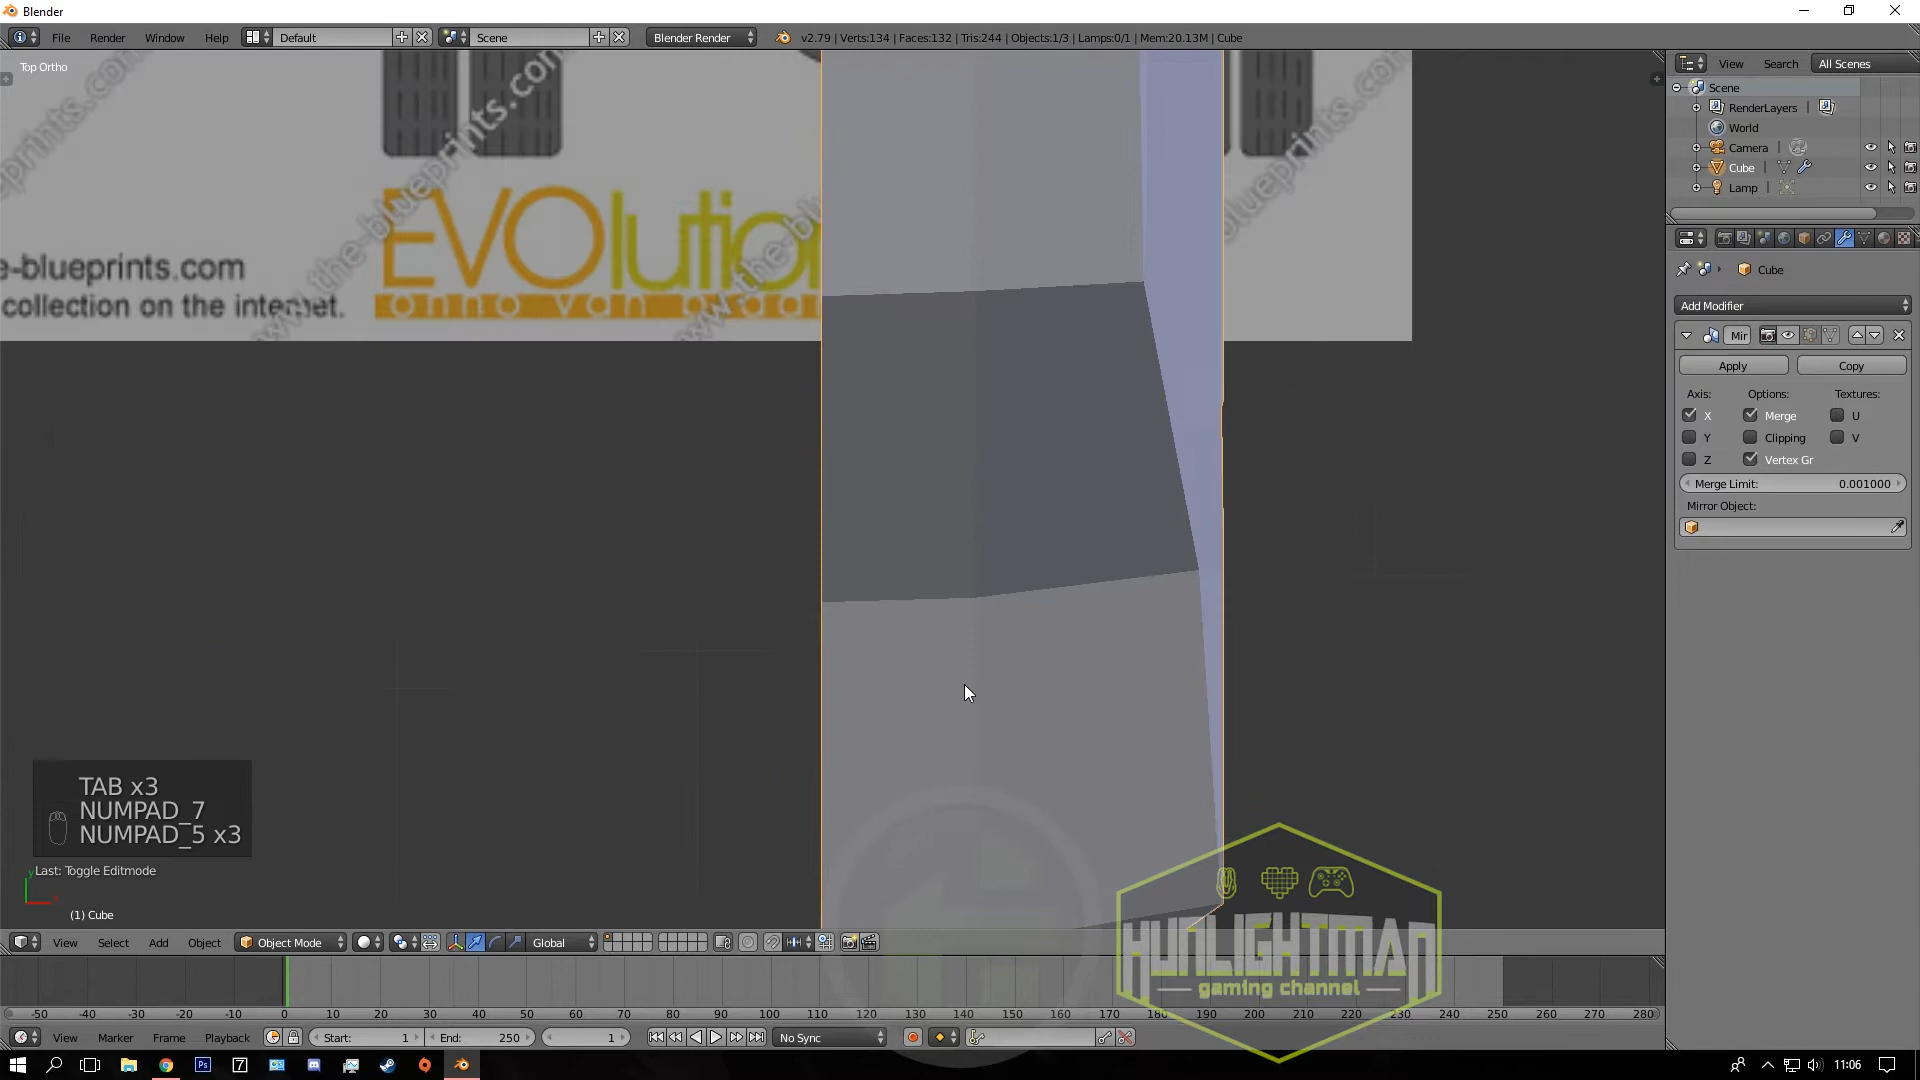 Blender
File Render Window Help Default Scene Blender Render v2.79 | Verts:134 | Faces:132 | Tris:244 | Objects:1/3 | Lamps:0/1 | Mem:20.13M | Cube
Top Ortho
View Search All Scenes
Scene
RenderLayers
World
Camera
Cube
Lamp
www.the-blueprints.com
EVOlution
e-blueprints.com
collection on the internet.
Cube
Add Modifier
Mir
Apply Copy
Axis: Options: Textures:
X Merge U
Y Clipping V
Z Vertex Gr
Merge Limit: 0.001000
Mirror Object:
TAB x3
NUMPAD_7
NUMPAD_5 x3
Last: Toggle Editmode
(1) Cube
View Select Add Object Object Mode Global
HUNLIGHTMAN
gaming channel
-50 -40 -30 -20 -10 0 10 20 30 40 50 60 70 80 90 100 110 120 130 140 150 160 170 180 190 200 210 220 230 240 250 260 270 280
View Marker Frame Playback Start: 1 End: 250 1 No Sync
11:06